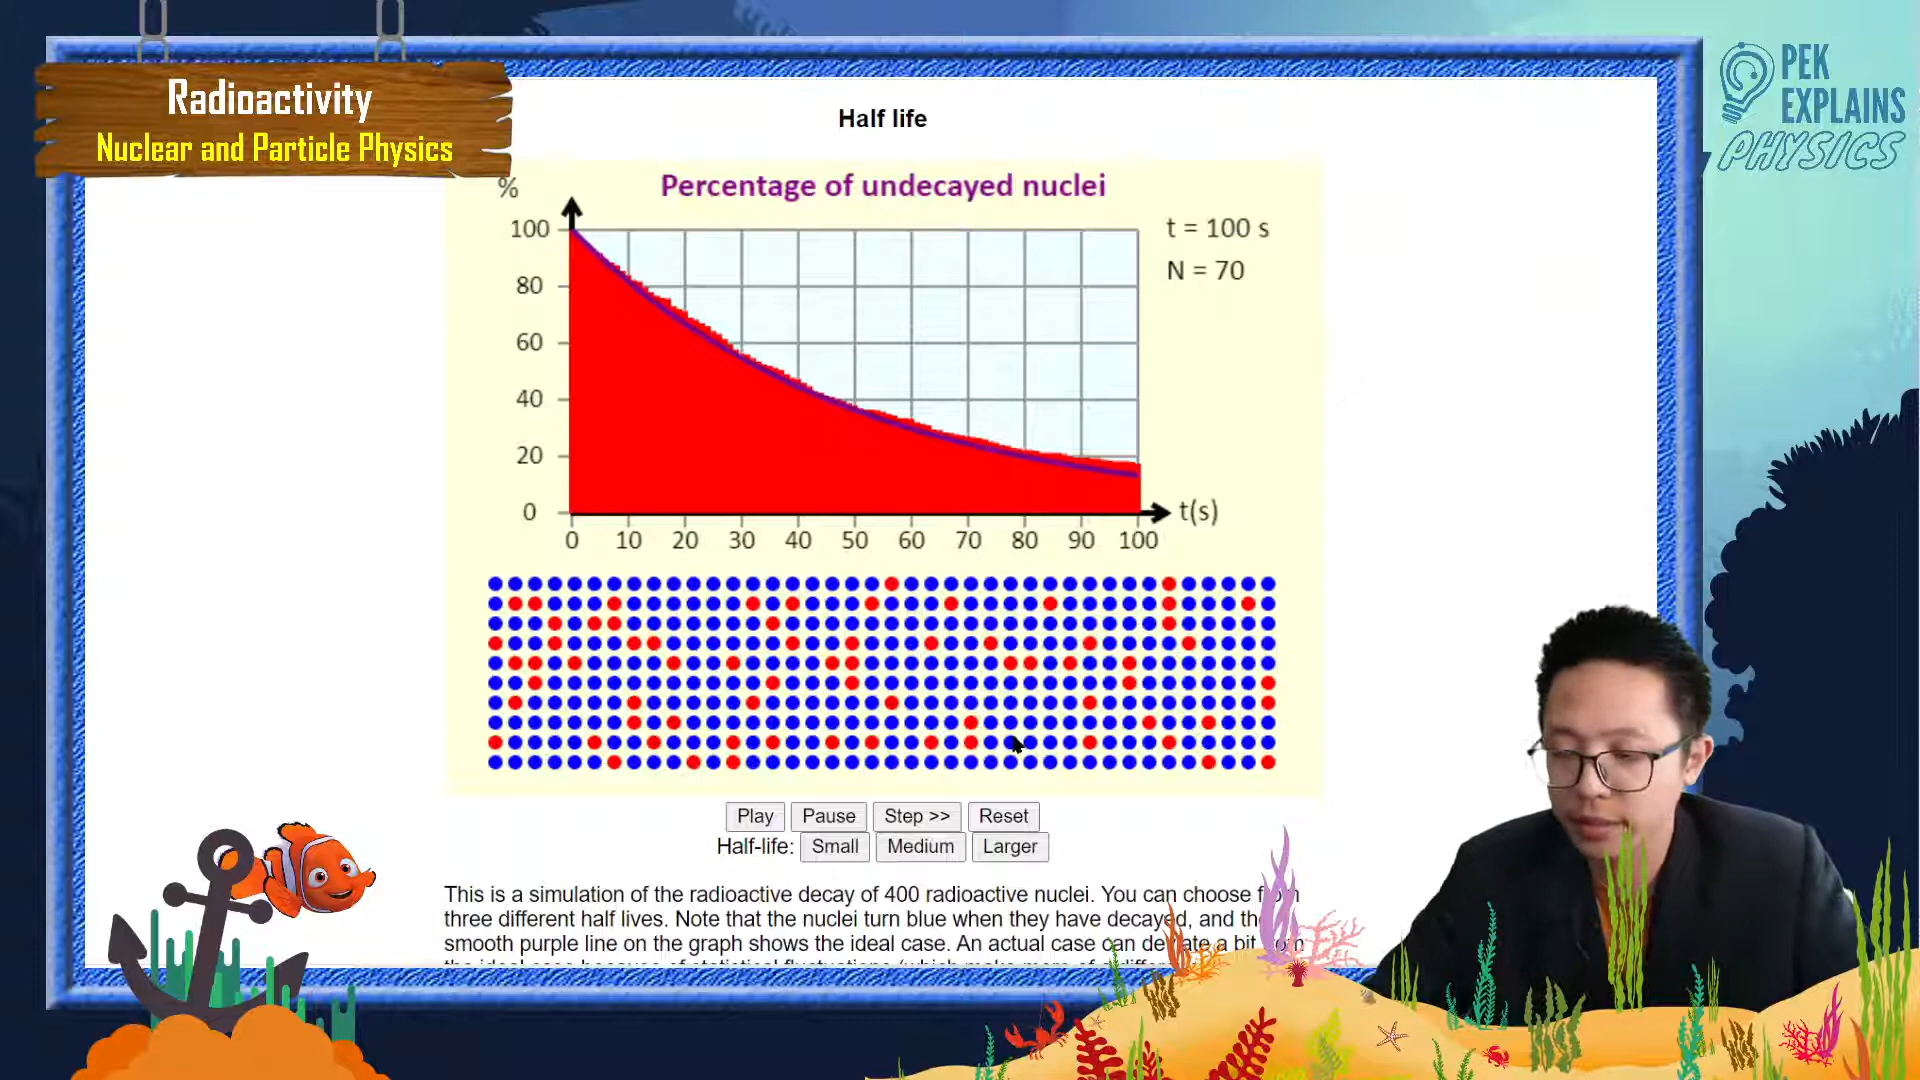 Radioactivity
Nuclear and Particle Physics
PEK
EXPLAINS
PHYSICS
Half life
%
Percentage of undecayed nuclei
t = 100 s
N = 70
100
80
60
40
20
0
t(s)
0 10 20 30 40 50 60 70 80 90 100
Play Pause Step >> Reset
Half-life: Small Medium Larger
This is a simulation of the radioactive decay of 400 radioactive nuclei. You can choose
three different half lives. Note that the nuclei turn blue when they have decayed, and
smooth purple line on the graph shows the ideal case. An actual case can a bit